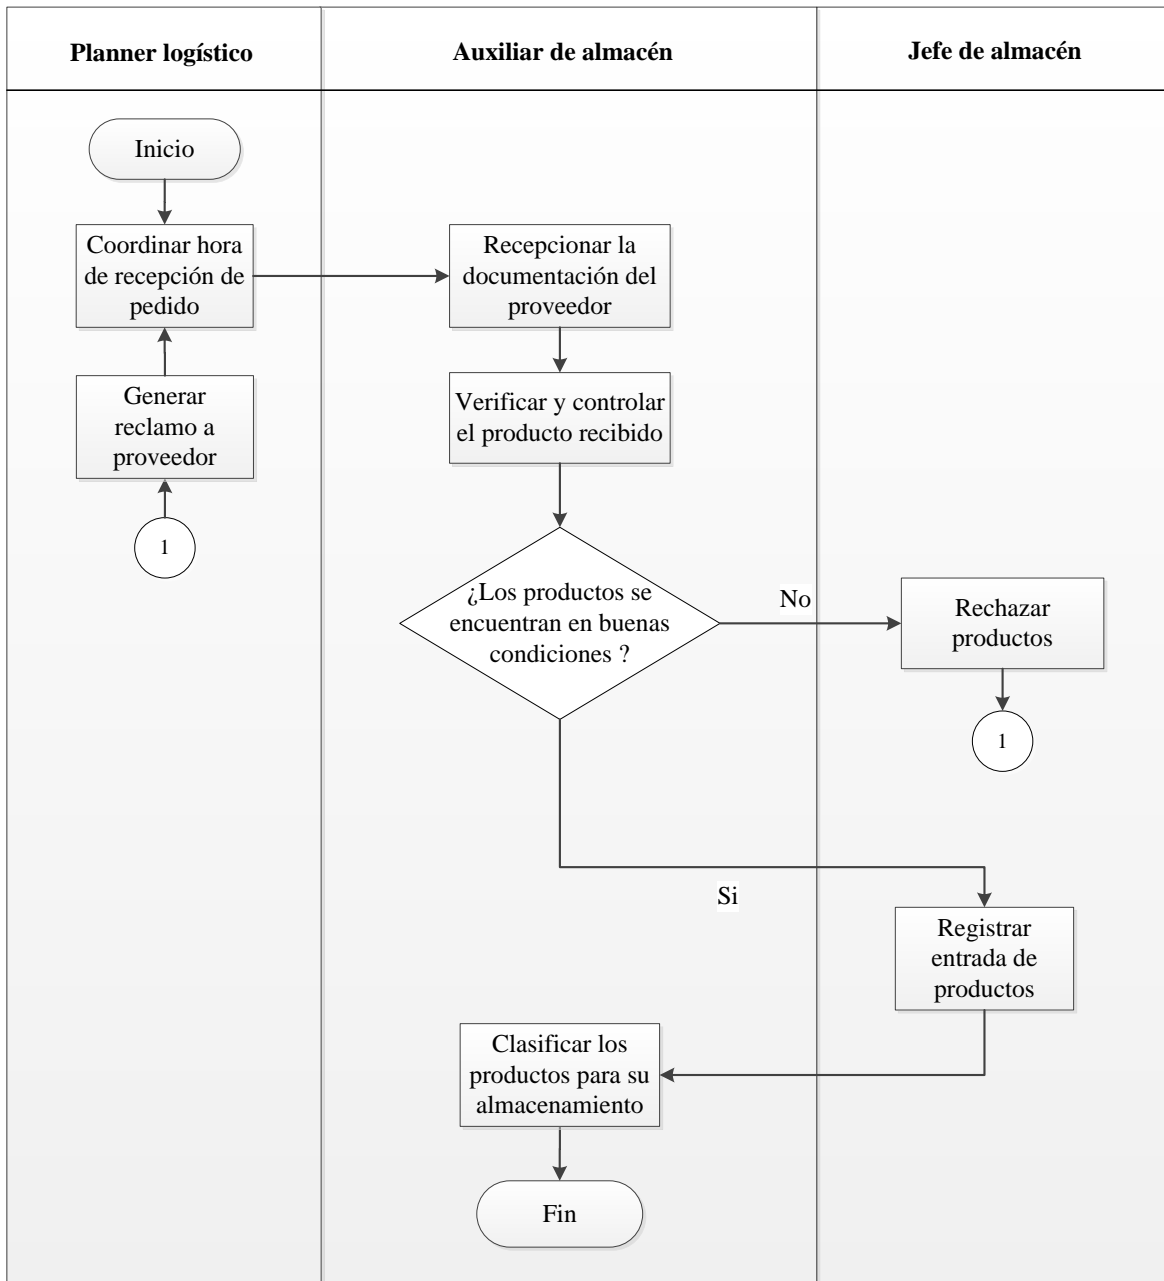 Planner logístico
Auxiliar de almacén
Jefe de almacén
Inicio
Coordinar hora
de recepción de
pedido
Recepcionar la
documentación del
proveedor
Generar
reclamo a
proveedor
Verificar y controlar
el producto recibido
1
¿Los productos se
encuentran en buenas
condiciones ?
No
Rechazar
productos
1
Si
Registrar
entrada de
productos
Clasificar los
productos para su
almacenamiento
Fin